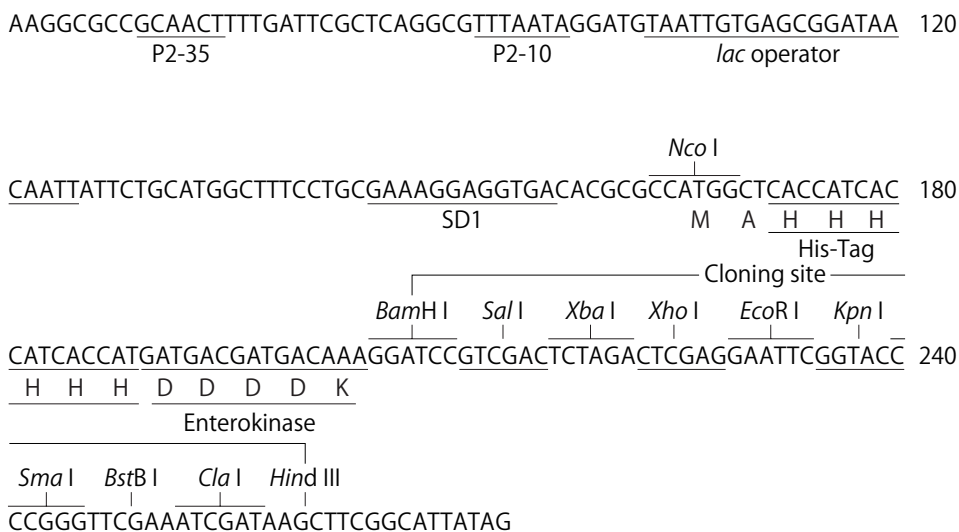 AAGGCGCCGCAACTTTTGATTCGCTCAGGCGTTTAATAGGATGTAATTGTGAGCGGATAA 120
P2-35 P2-10 lac operator
Nco I
CAATTATTCTGCATGGCTTTCCTGCGAAAGGAGGTGACACGCGCCATGGCTCACCATCAC 180
SD1 M A H H H
His-Tag
Cloning site
BamH I Sal I Xba I Xho I EcoR I Kpn I
CATCACCATGATGACGATGACAAAGGATCCGTCGACTCTAGACTCGAGGAATTCGGTACC 240
H H H D D D D K
Enterokinase
Sma I BstB I Cla I Hind III
CCGGGTTCGAAATCGATAAGCTTCGGCATTATAG